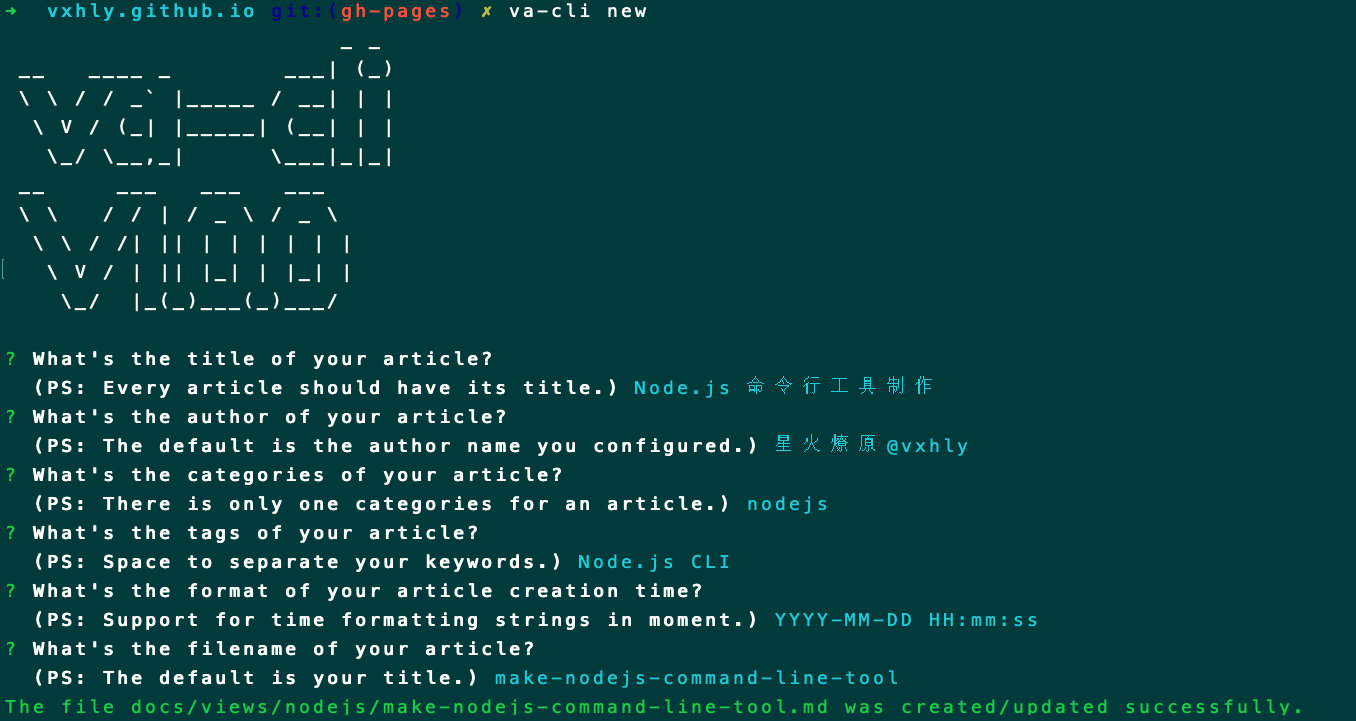 ➜  vxhly.github.io git:(gh-pages) ✗ va-cli new
                        _ _
 __   ____ _        ___| (_)
 \ \ / / _` |_____ / __| | |
  \ V / (_| |_____| (__| | |
   \_/ \__,_|      \___|_|_|
 __     ___   ___   ___
 \ \   / / | / _ \ / _ \
  \ \ / /| || | | | | | |
   \ V / | || |_| | |_| |
    \_/  |_(_)___(_)___/
? What's the title of your article?
  (PS: Every article should have its title.) Node.js 命令行工具制作
? What's the author of your article?
  (PS: The default is the author name you configured.) 星火燎原@vxhly
? What's the categories of your article?
  (PS: There is only one categories for an article.) nodejs
? What's the tags of your article?
  (PS: Space to separate your keywords.) Node.js CLI
? What's the format of your article creation time?
  (PS: Support for time formatting strings in moment.) YYYY-MM-DD HH:mm:ss
? What's the filename of your article?
  (PS: The default is your title.) make-nodejs-command-line-tool
The file docs/views/nodejs/make-nodejs-command-line-tool.md was created/updated successfully.